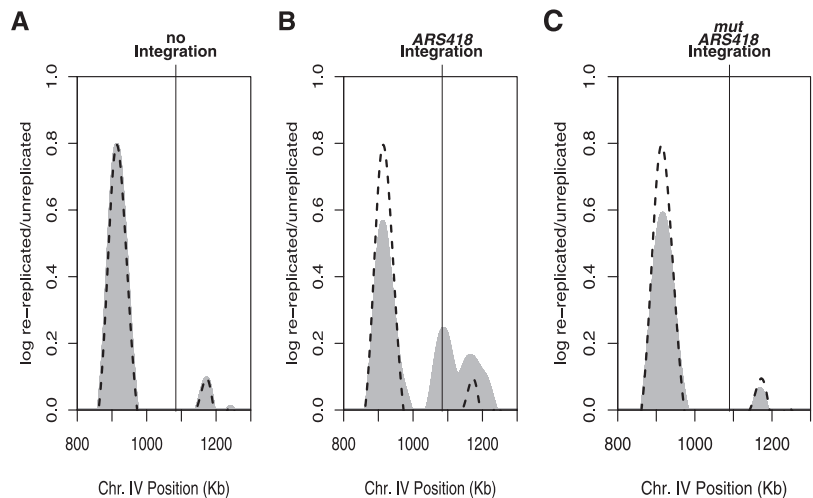 A
no
Integration
log re−replicated/unreplicated
1.0
0.8
0.6
0.4
0.2
0.0
800
1000
1200
Chr. IV Position (Kb)
B
ARS418
Integration
log re−replicated/unreplicated
1.0
0.8
0.6
0.4
0.2
0.0
800
1000
1200
Chr. IV Position (Kb)
C
mut
ARS418
Integration
log re−replicated/unreplicated
1.0
0.8
0.6
0.4
0.2
0.0
800
1000
1200
Chr. IV Position (Kb)